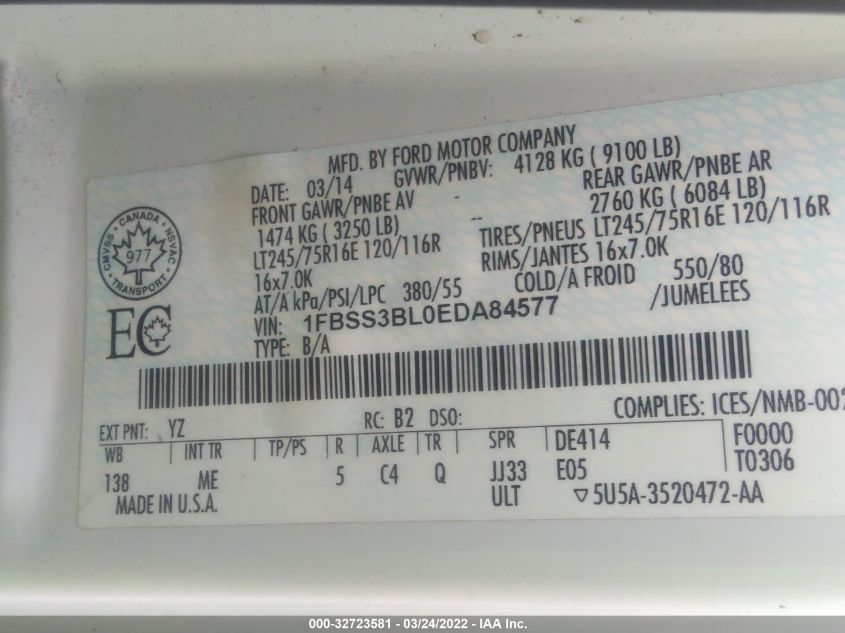 MFD. BY FORD MOTOR COMPANY
DATE: 03/14 GVWR/PNBV: 4128 KG ( 9100 LB)
FRONT GAWR/PNBE AV - REAR GAWR/PNBE AR
1474 KG ( 3250 LB) -- 2760 KG ( 6084 LB)
LT245/75R16E 120/116R TIRES/PNEUS LT245/75R16E 120/116R
16x7.0K RIMS/JANTES 16x7.0K
AT/A kPa/PSI/LPC 380/55 COLD/A FROID 550/80
VIN: 1FBSS3BL0EDA84577 /JUMELEES
TYPE: B/A
CANADA
CMVSS NSVAC
977
TRANSPORT
EC
COMPLIES: ICES/NMB-002
EXT PNT: YZ RC: B2 DSO:
WB INT TR TP/PS R AXLE TR SPR DE414 F0000
138 ME 5 C4 Q JJ33 E05 T0306
MADE IN U.S.A. ULT ▽5U5A-3520472-AA
000-32723581 - 03/24/2022 - IAA Inc.